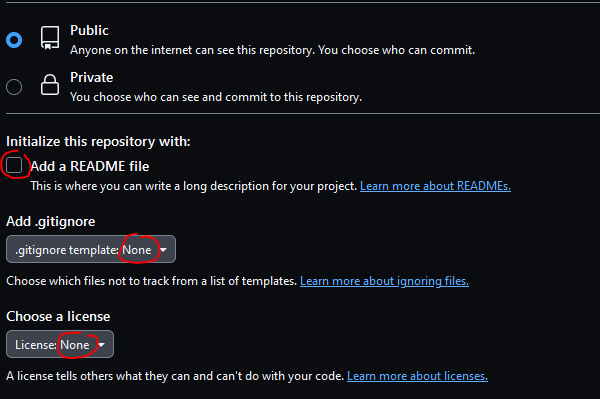 Public
Anyone on the internet can see this repository. You choose who can commit.
Private
You choose who can see and commit to this repository.
Initialize this repository with:
Add a README file
This is where you can write a long description for your project. Learn more about READMEs.
Add .gitignore
.gitignore template: None
Choose which files not to track from a list of templates. Learn more about ignoring files.
Choose a license
License: None
A license tells others what they can and can't do with your code. Learn more about licenses.